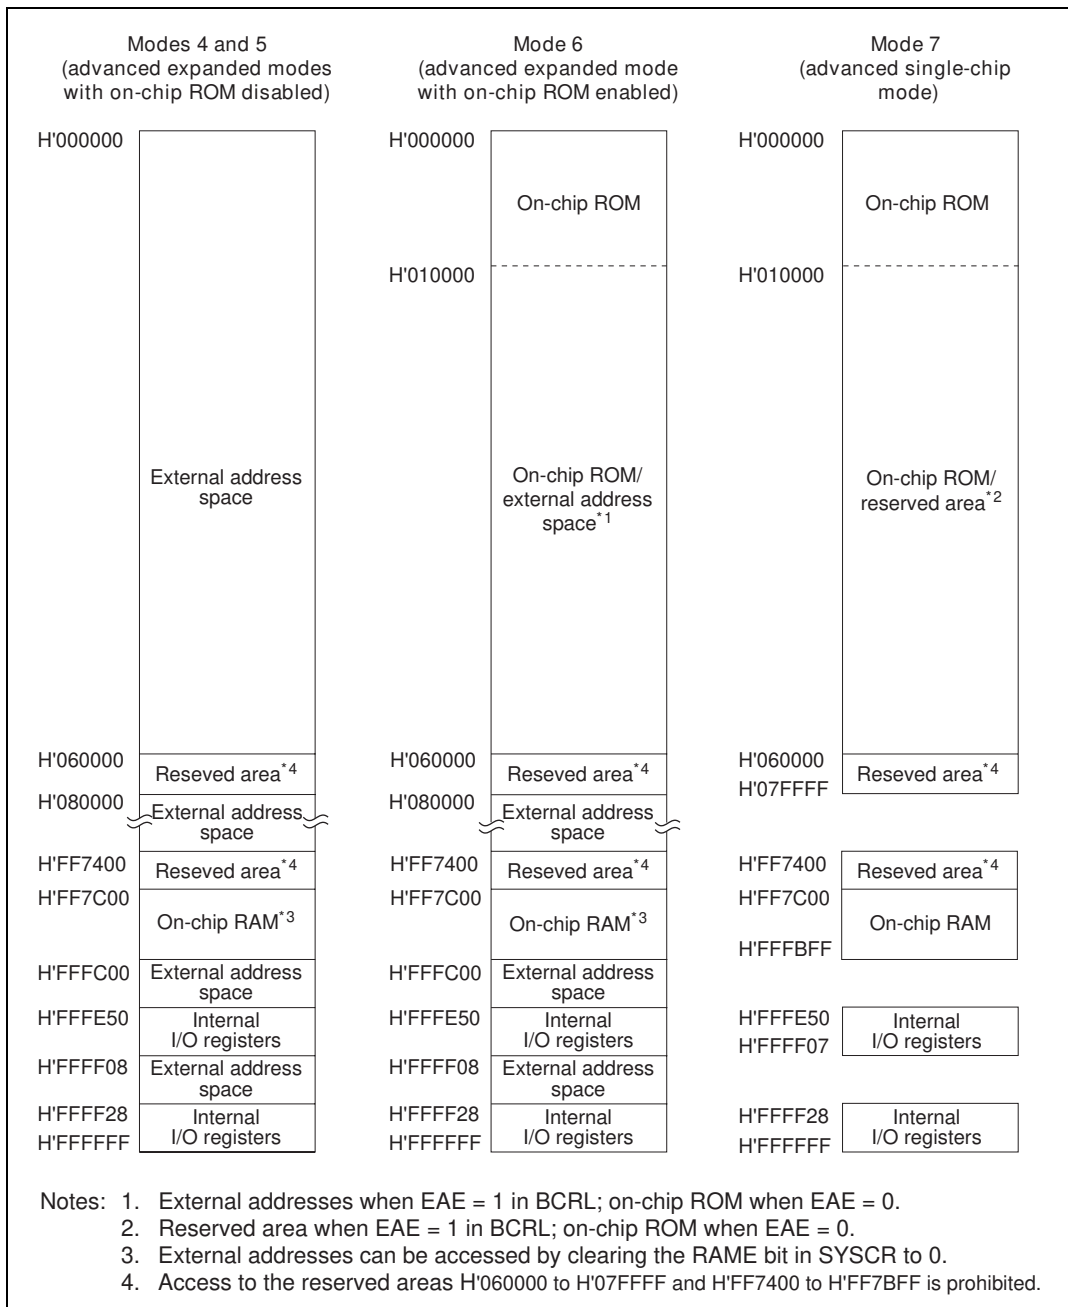 Modes 4 and 5
(advanced expanded modes
with on-chip ROM disabled)
H'000000
External address
space
H'060000
Reseved area*4
H'080000
External address
space
H'FF7400
Reseved area*4
H'FF7C00
On-chip RAM*3
H'FFFC00
External address
space
H'FFFE50
Internal
I/O registers
H'FFFF08
External address
space
H'FFFF28
Internal
I/O registers
H'FFFFFF
Mode 6
(advanced expanded mode
with on-chip ROM enabled)
H'000000
On-chip ROM
H'010000
On-chip ROM/
external address
space*1
H'060000
Reseved area*4
H'080000
External address
space
H'FF7400
Reseved area*4
H'FF7C00
On-chip RAM*3
H'FFFC00
External address
space
H'FFFE50
Internal
I/O registers
H'FFFF08
External address
space
H'FFFF28
Internal
I/O registers
H'FFFFFF
Mode 7
(advanced single-chip
mode)
H'000000
On-chip ROM
H'010000
On-chip ROM/
reserved area*2
H'060000
Reseved area*4
H'07FFFF
H'FF7400
Reseved area*4
H'FF7C00
On-chip RAM
H'FFFBFF
H'FFFE50
Internal
I/O registers
H'FFFF07
H'FFFF28
Internal
I/O registers
H'FFFFFF
Notes: 1. External addresses when EAE = 1 in BCRL; on-chip ROM when EAE = 0.
2. Reserved area when EAE = 1 in BCRL; on-chip ROM when EAE = 0.
3. External addresses can be accessed by clearing the RAME bit in SYSCR to 0.
4. Access to the reserved areas H'060000 to H'07FFFF and H'FF7400 to H'FF7BFF is prohibited.